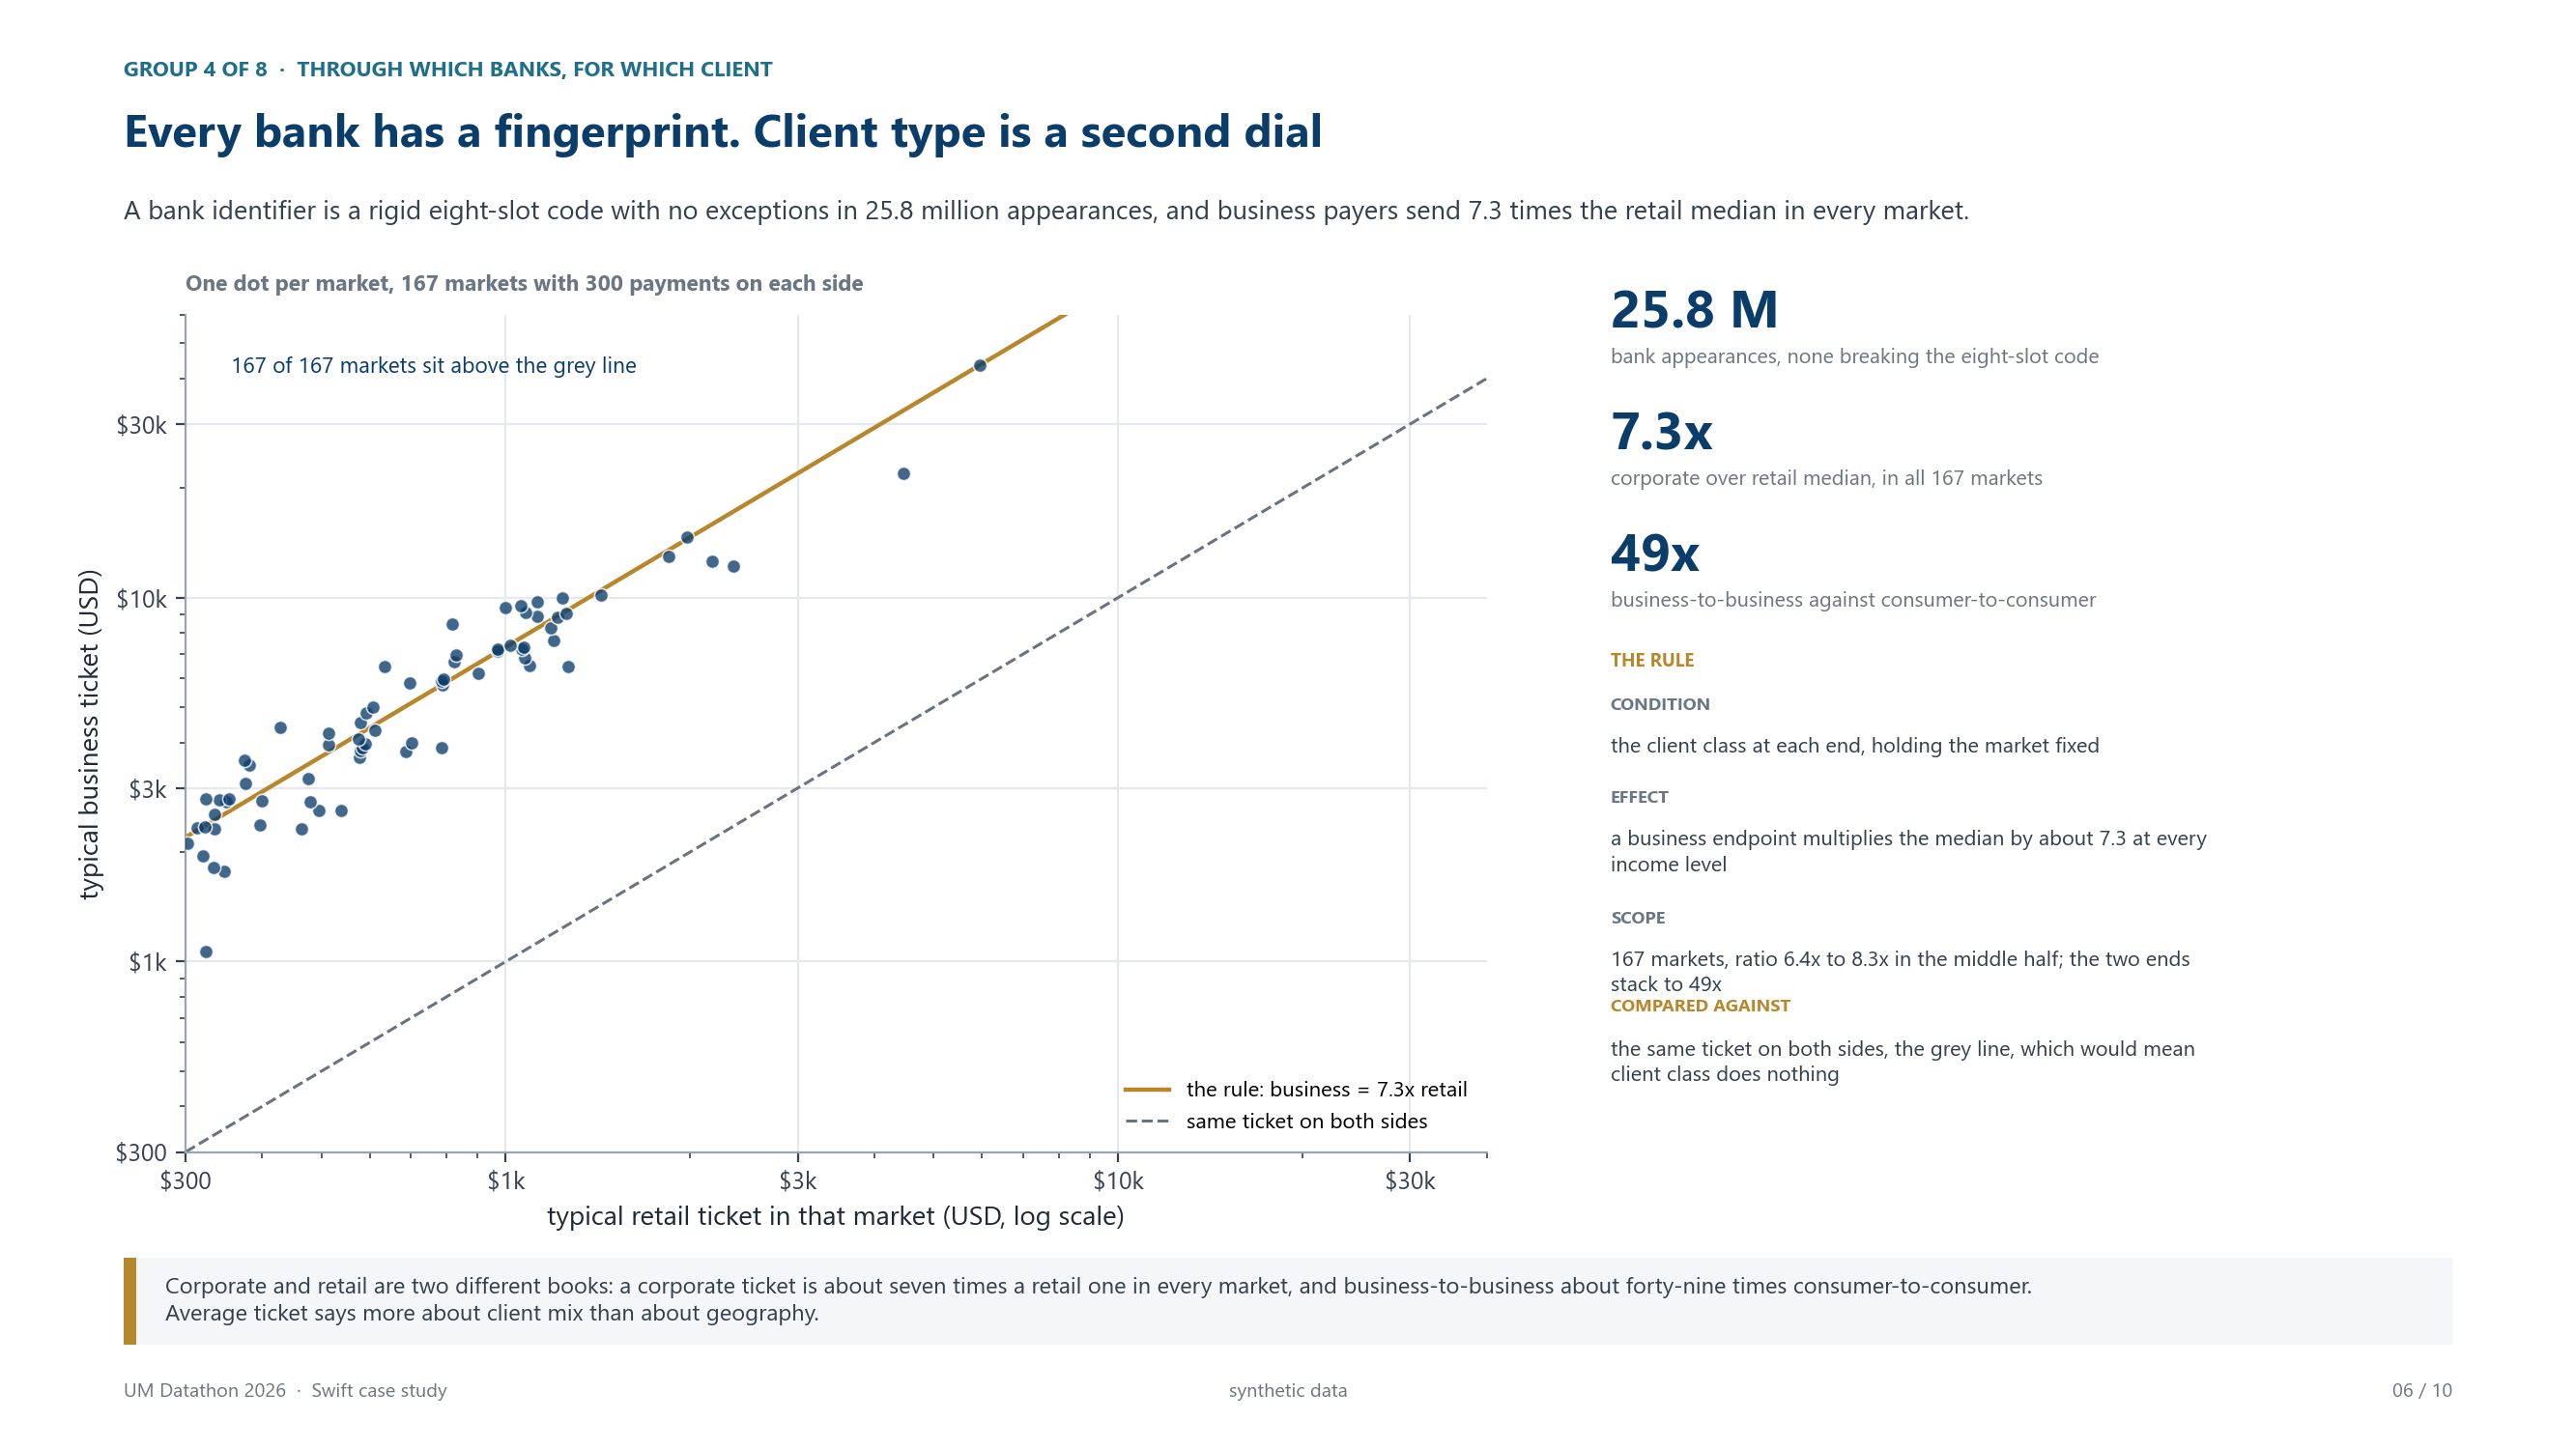 GROUP 4 OF 8 · THROUGH WHICH BANKS, FOR WHICH CLIENT
Every bank has a fingerprint. Client type is a second dial
A bank identifier is a rigid eight-slot code with no exceptions in 25.8 million appearances, and business payers send 7.3 times the retail median in every market.
One dot per market, 167 markets with 300 payments on each side
167 of 167 markets sit above the grey line
typical business ticket (USD)
$30k
$10k
$3k
$1k
$300
the rule: business = 7.3x retail
same ticket on both sides
$300
$1k
$3k
$10k
$30k
typical retail ticket in that market (USD, log scale)
25.8 M
bank appearances, none breaking the eight-slot code
7.3x
corporate over retail median, in all 167 markets
49x
business-to-business against consumer-to-consumer
THE RULE
CONDITION
the client class at each end, holding the market fixed
EFFECT
a business endpoint multiplies the median by about 7.3 at every
income level
SCOPE
167 markets, ratio 6.4x to 8.3x in the middle half; the two ends
stack to 49x
COMPARED AGAINST
the same ticket on both sides, the grey line, which would mean
client class does nothing
Corporate and retail are two different books: a corporate ticket is about seven times a retail one in every market, and business-to-business about forty-nine times consumer-to-consumer.
Average ticket says more about client mix than about geography.
UM Datathon 2026 · Swift case study
synthetic data
06 / 10